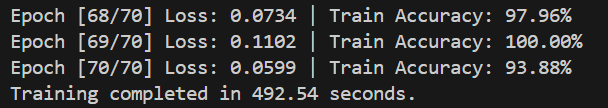 Epoch [68/70] Loss: 0.0734 | Train Accuracy: 97.96%
Epoch [69/70] Loss: 0.1102 | Train Accuracy: 100.00%
Epoch [70/70] Loss: 0.0599 | Train Accuracy: 93.88%
Training completed in 492.54 seconds.